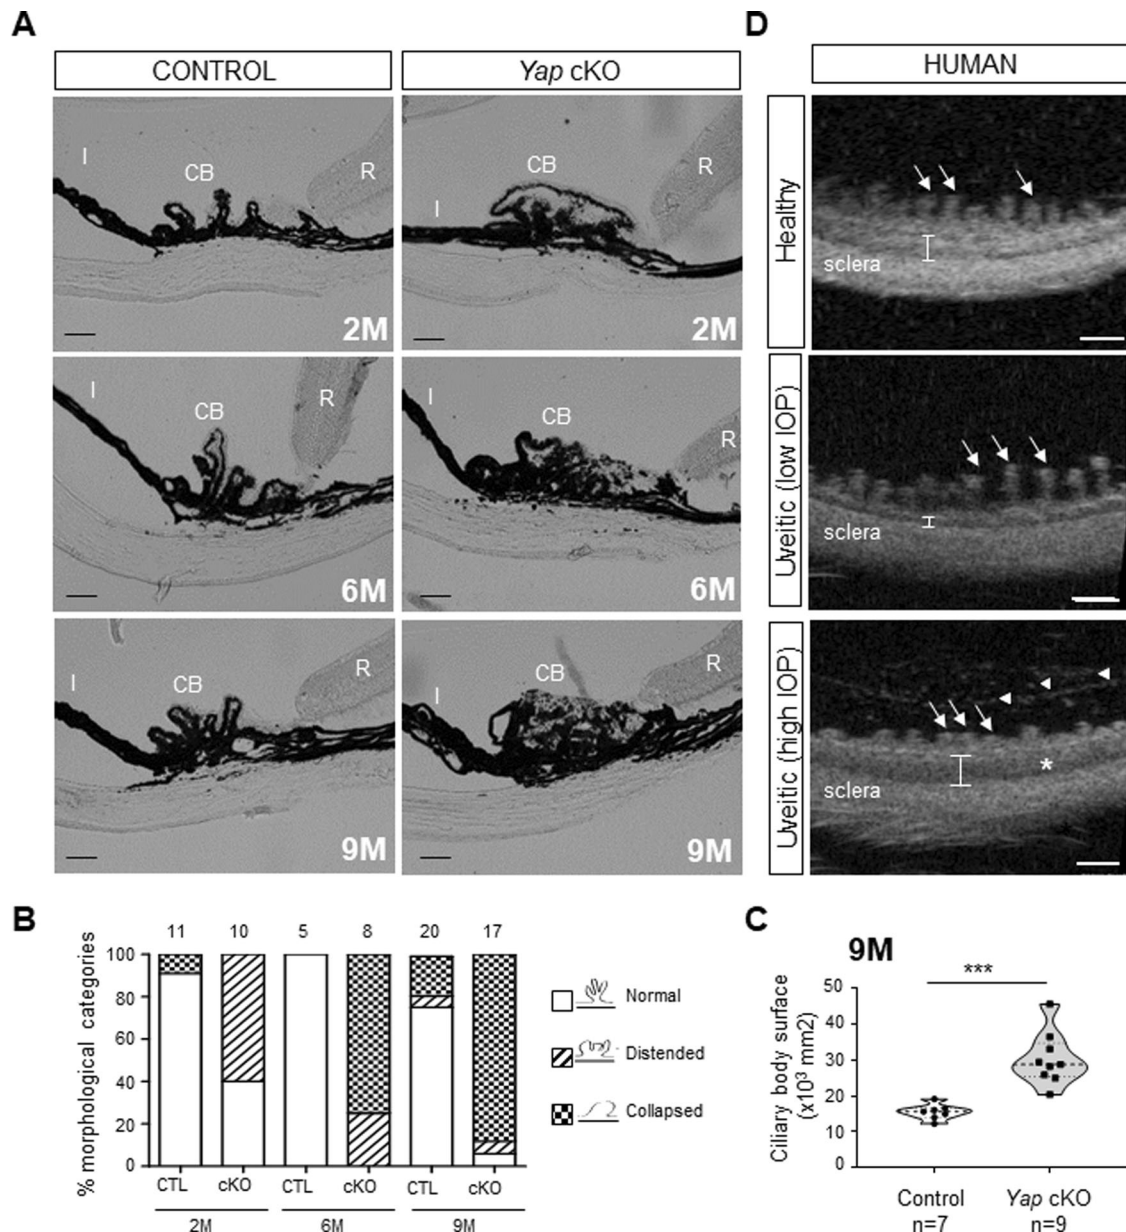 A
CONTROL
Yap cKO
I
CB
R
2M
I
CB
R
2M
I
CB
R
6M
I
CB
R
6M
I
CB
R
9M
I
CB
R
9M
D
HUMAN
Healthy
sclera
Uveitic (low IOP)
sclera
Uveitic (high IOP)
sclera
*
B
% morphological categories
11 10 5 8 20 17
100
80
60
40
20
0
CTL cKO CTL cKO CTL cKO
2M 6M 9M
Normal
Distended
Collapsed
C
9M
***
Ciliary body surface
(x10³ mm2)
50
40
30
20
10
0
Control Yap cKO
n=7 n=9